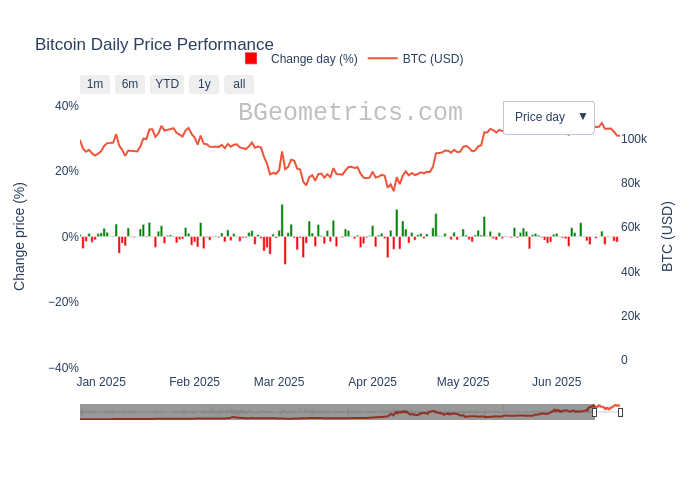 Bitcoin Daily Price Performance
Change day (%)
BTC (USD)
1m
6m
YTD
1y
all
BGeometrics.com
Price day ▼
40%
20%
0%
−20%
−40%
Change price (%)
100k
80k
60k
40k
20k
0
BTC (USD)
Jan 2025
Feb 2025
Mar 2025
Apr 2025
May 2025
Jun 2025